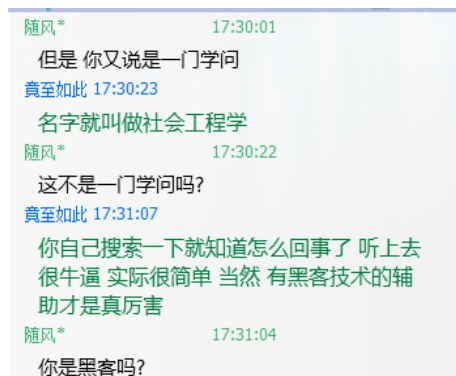 随风* 17:30:01
但是 你又说是一门学问
竟至如此 17:30:23
名字就叫做社会工程学
随风* 17:30:22
这不是一门学问吗?
竟至如此 17:31:07
你自己搜索一下就知道怎么回事了 听上去
很牛逼 实际很简单 当然 有黑客技术的辅
助才是真厉害
随风* 17:31:04
你是黑客吗?